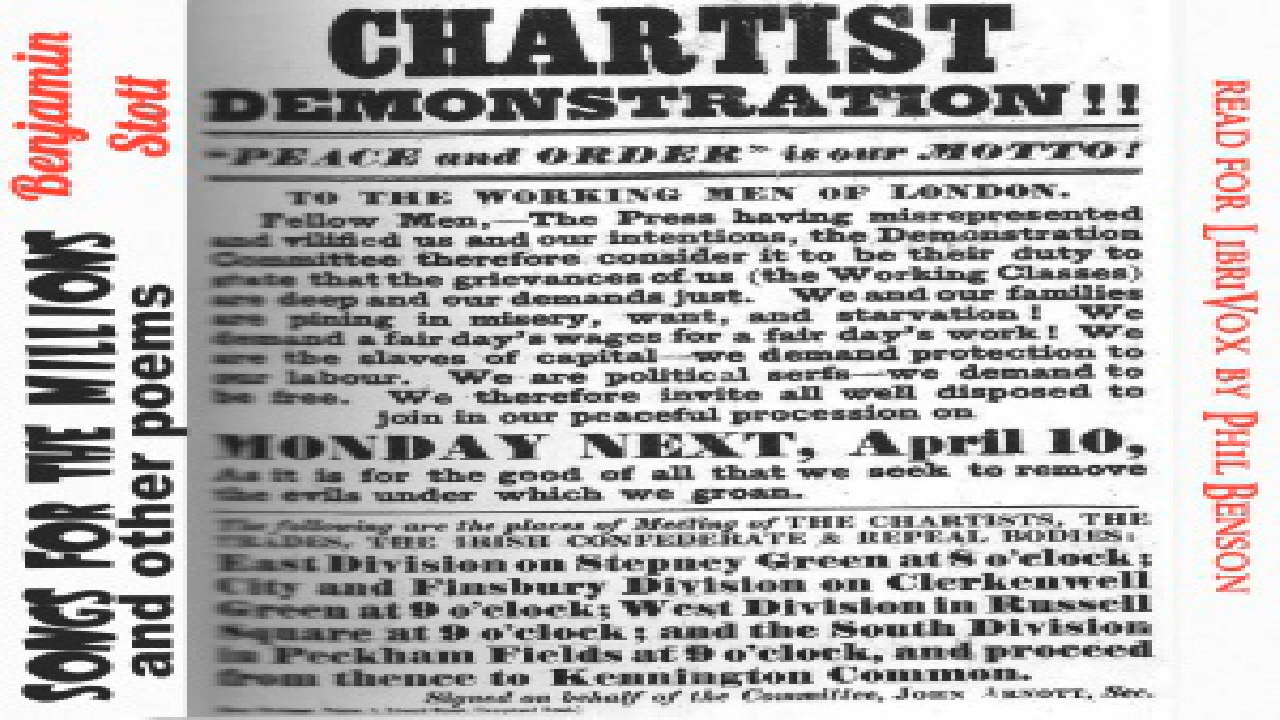 SONGS FOR THE MILLIONS
and other poems
Benjamin
Stott
CHARTIST
DEMONSTRATION!!
"PEACE and ORDER" is our MOTTO!
TO THE WORKING MEN OF LONDON.
Fellow Men,—The Press having misrepresented
and vilified us and our intentions, the Demonstration
Committee therefore consider it to be their duty to
state that the grievances of us (the Working Classes)
are deep and our demands just. We and our families
are pining in misery, want, and starvation! We
demand a fair day's wages for a fair day's work! We
are the slaves of capital—we demand protection to
our labour. We are political serfs—we demand to
be free. We therefore invite all well disposed to
join in our peaceful procession on
MONDAY NEXT, April 10,
As it is for the good of all that we seek to remove
the evils under which we groan.
The following are the places of Meeting of THE CHARTISTS, THE
TRADES, THE IRISH CONFEDERATE & REPEAL BODIES:
East Division on Stepney Green at 8 o'clock;
City and Finsbury Division on Clerkenwell
Green at 9 o'clock; West Division in Russell
Square at 9 o'clock; and the South Division
in Peckham Fields at 9 o'clock, and proceed
from thence to Kennington Common.
Signed on behalf of the Committee, JOHN ARNOTT, Sec.
READ FOR LIBRIVOX BY PHIL BENSON